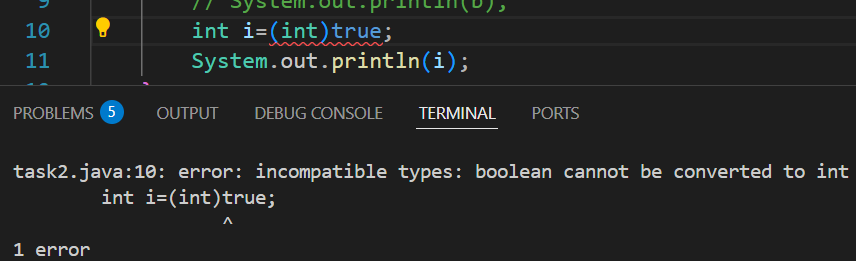 9 // System.out.println(b);
10 int i=(int)true;
11 System.out.println(i);
}
PROBLEMS 5 OUTPUT DEBUG CONSOLE TERMINAL PORTS
task2.java:10: error: incompatible types: boolean cannot be converted to int
int i=(int)true;
^
1 error